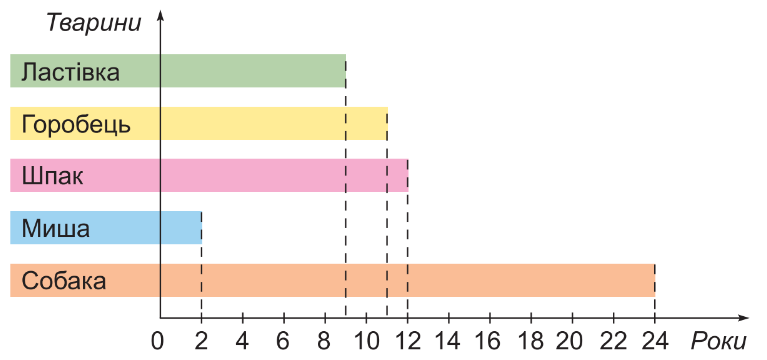 Тварини
Ластівка
Горобець
Шпак
Миша
Собака
0 2 4 6 8 10 12 14 16 18 20 22 24 Роки